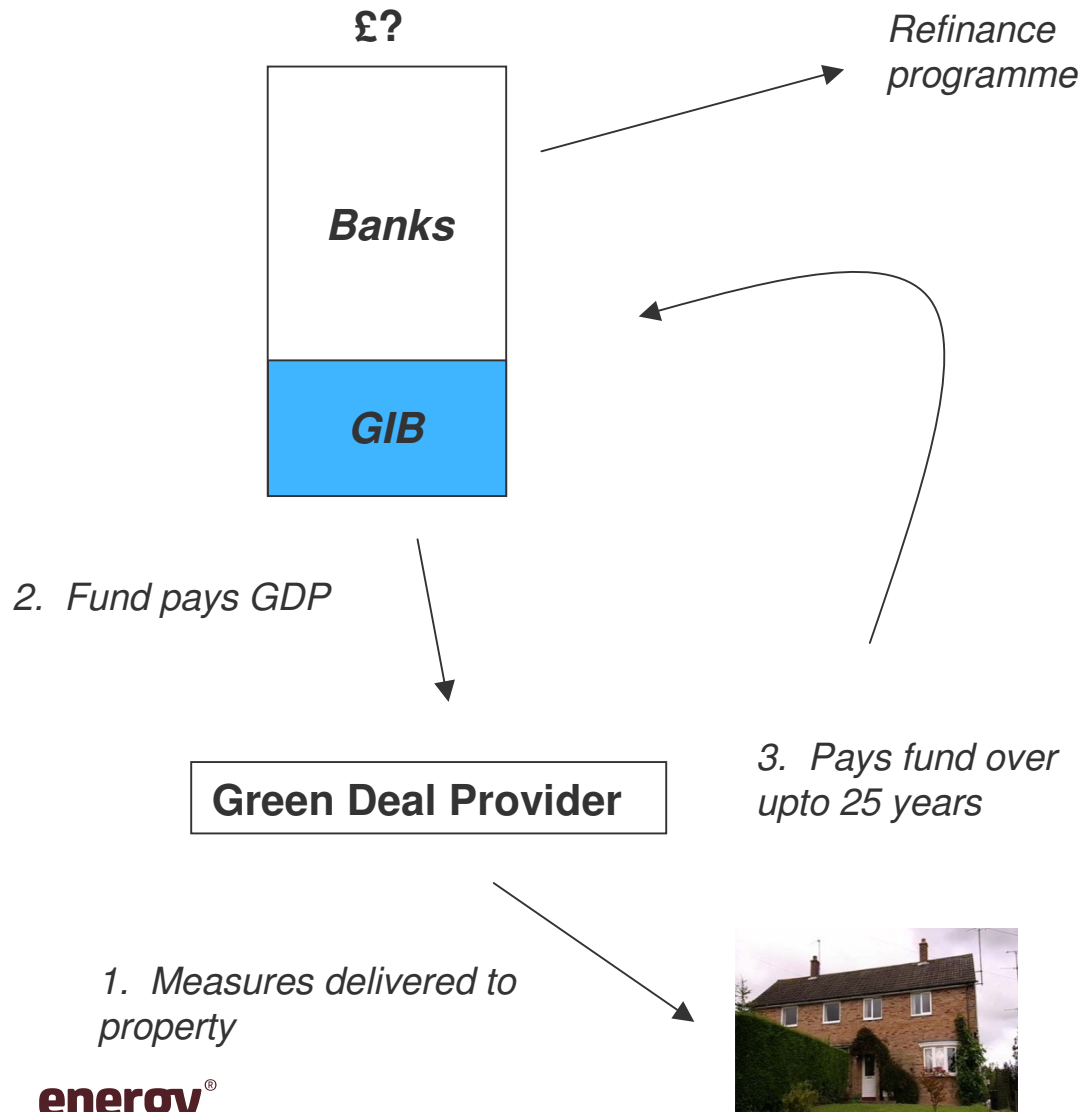 £?
Refinance
programme
Banks
GIB
2. Fund pays GDP
Green Deal Provider
3. Pays fund over
upto 25 years
1. Measures delivered to
property
energy®